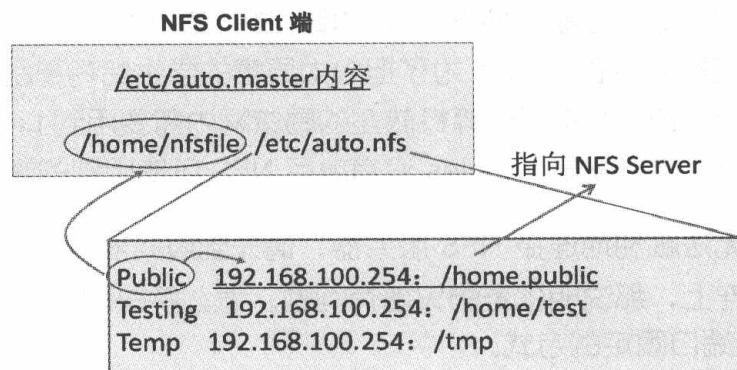 NFS Client 端
/etc/auto.master内容
/home/nfsfile /etc/auto.nfs
指向 NFS Server
Public 192.168.100.254：/home.public
Testing 192.168.100.254：/home/test
Temp 192.168.100.254：/tmp